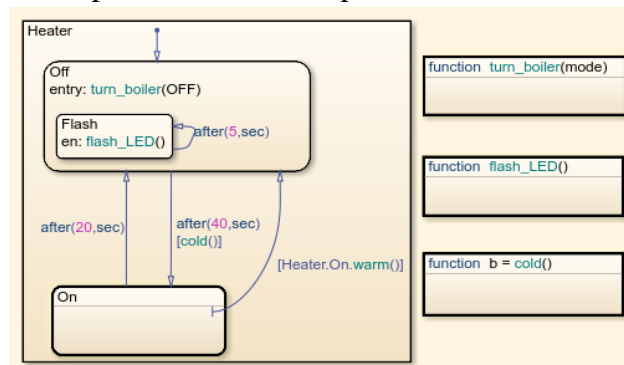 Heater
Off
entry: turn_boiler(OFF)
Flash
en: flash_LED()
after(5,sec)
after(20,sec)
after(40,sec)
[cold()]
[Heater.On.warm()]
On
function turn_boiler(mode)
function flash_LED()
function b = cold()